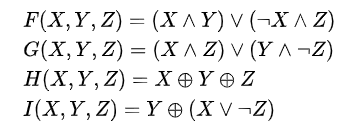 F(X, Y, Z) = (X ∧ Y) ∨ (¬X ∧ Z)
G(X, Y, Z) = (X ∧ Z) ∨ (Y ∧ ¬Z)
H(X, Y, Z) = X ⊕ Y ⊕ Z
I(X, Y, Z) = Y ⊕ (X ∨ ¬Z)